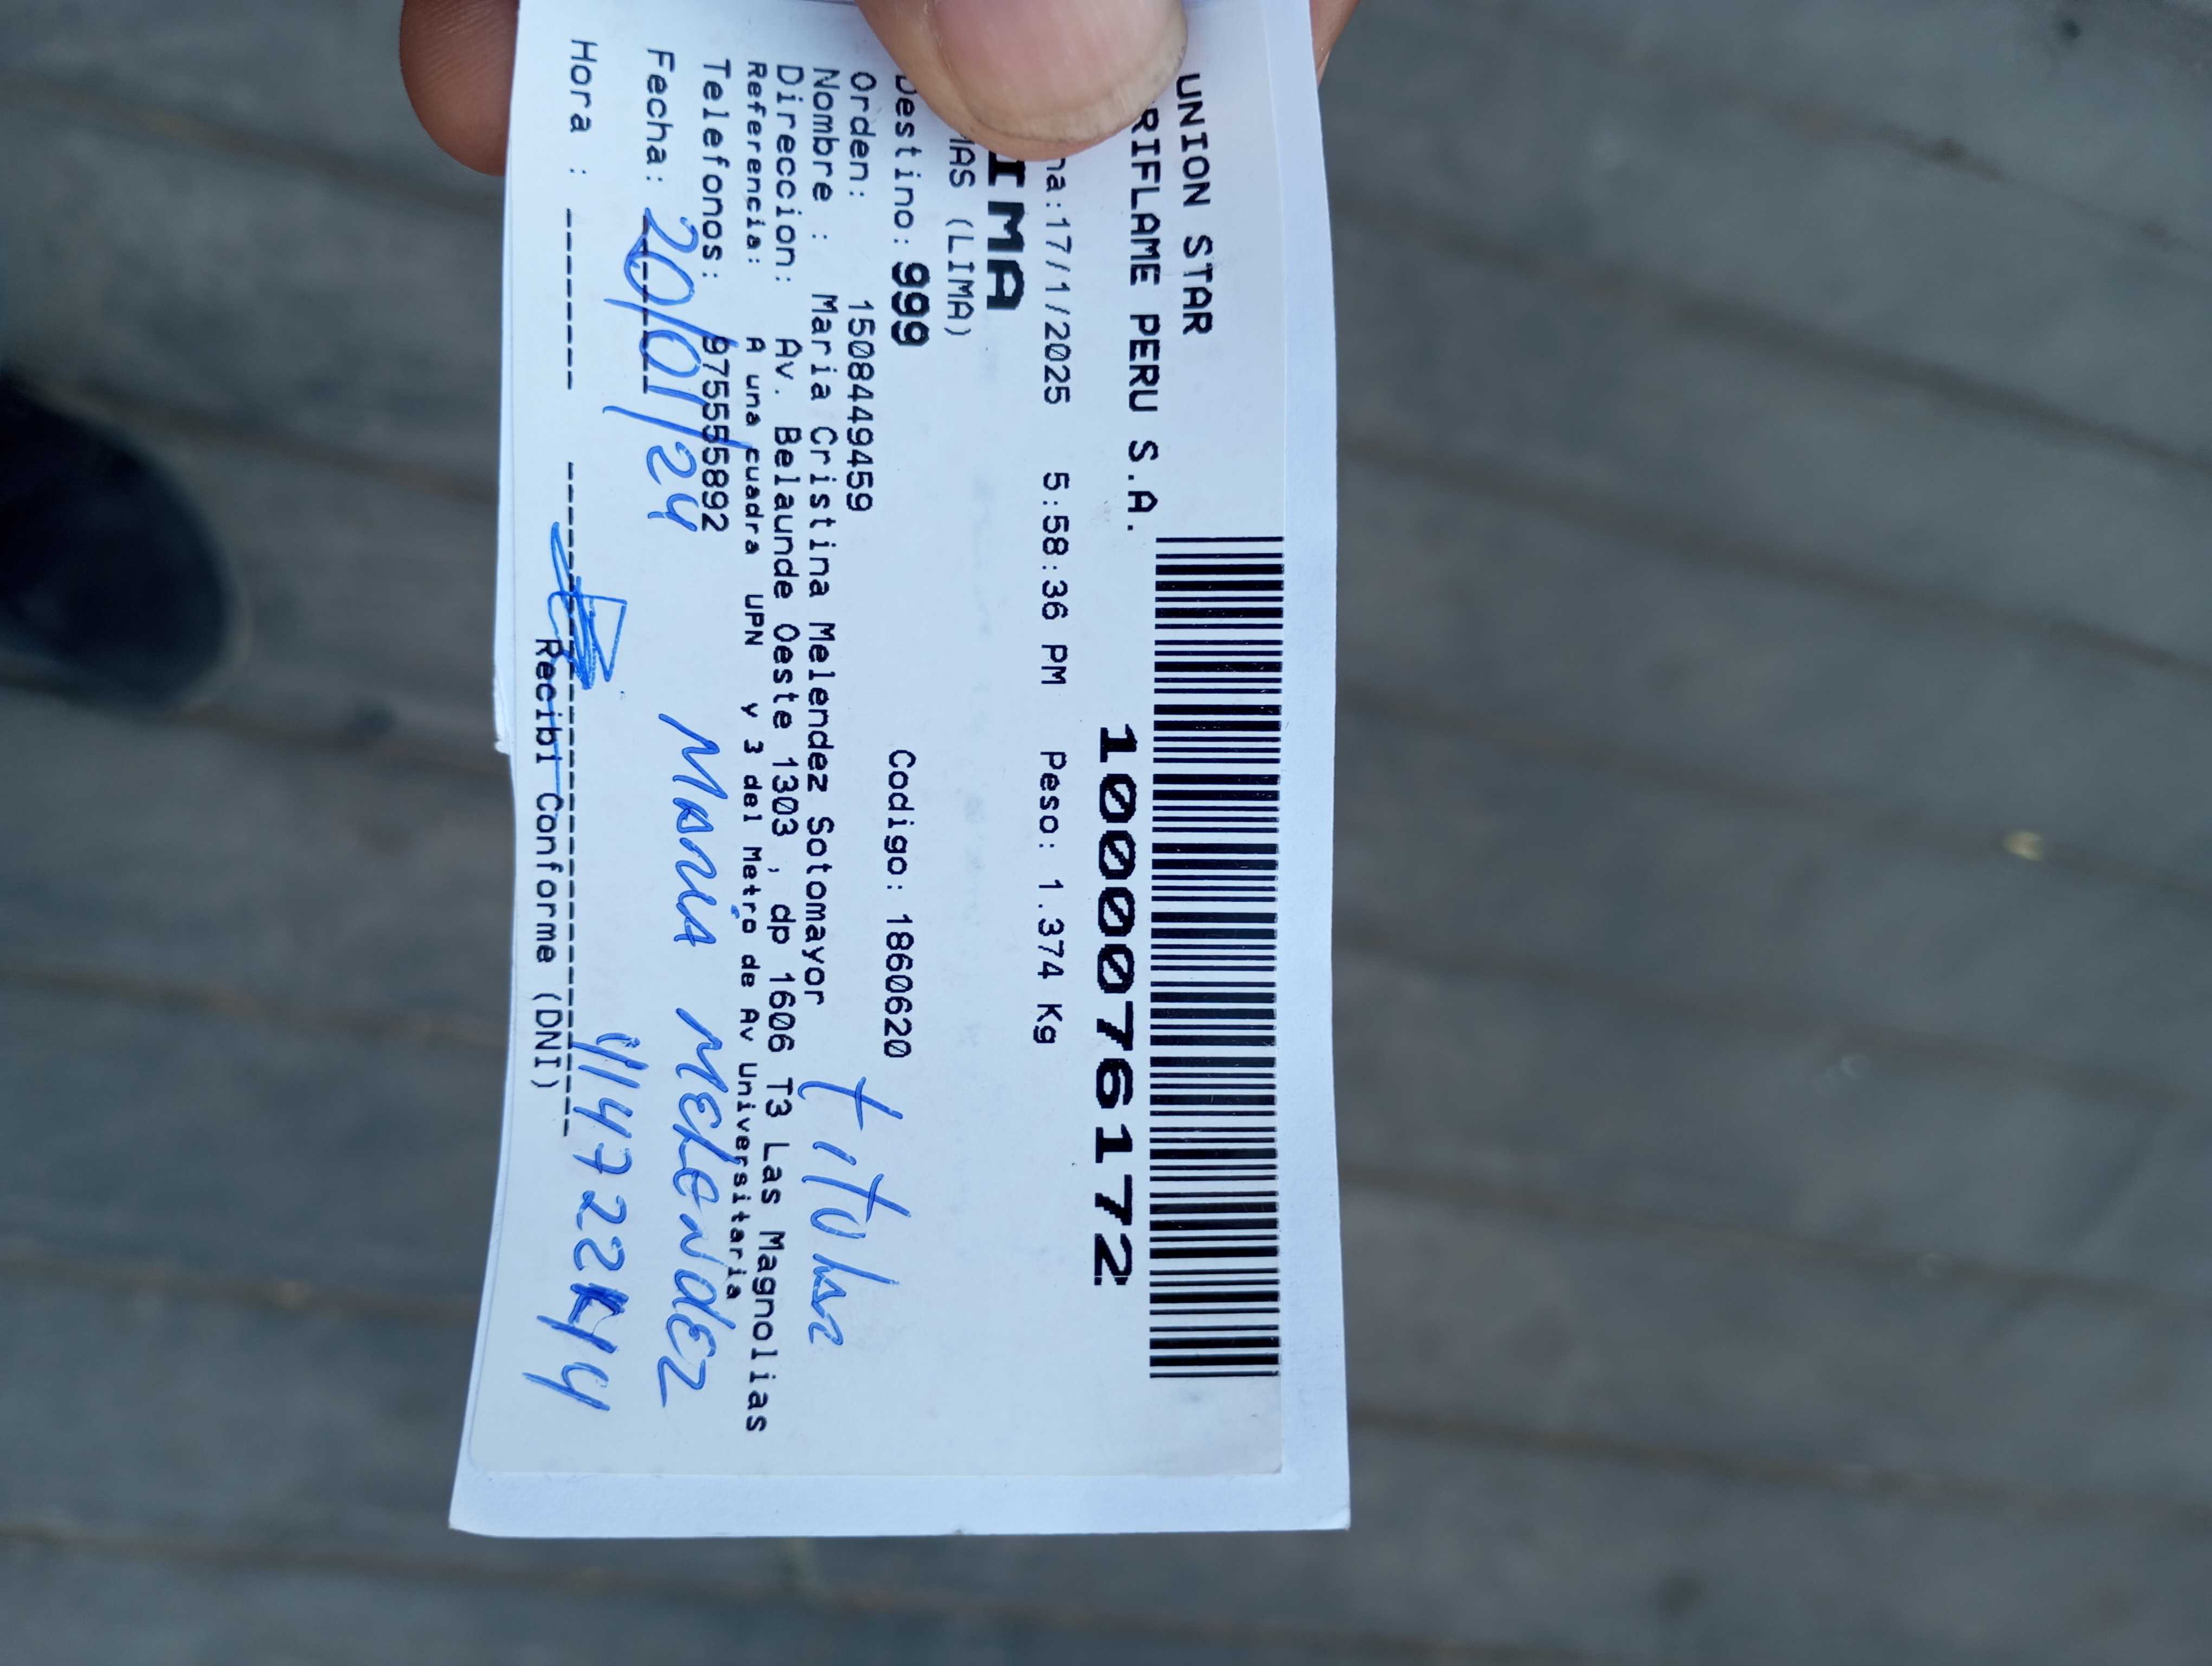 UNION STAR
RIFLAME PERU S.A.
1000076172
na:17/1/2025 5:58:36 PM Peso: 1.374 Kg
IMA
MAS (LIMA)
Destino: 999 Codigo: 1860620
Orden: 1508449459
Nombre : Maria Cristina Melendez Sotomayor
titular
Direccion: Av. Belaunde Oeste 1303 , dp 1606 T3 Las Magnolias
Referencia: A una cuadra UPN y 3 del Metro de Av Universitaria
Telefonos: 975555892
Fecha: 20/01/24 Maria MELENDEZ
Hora :
Recibi Conforme (DNI)